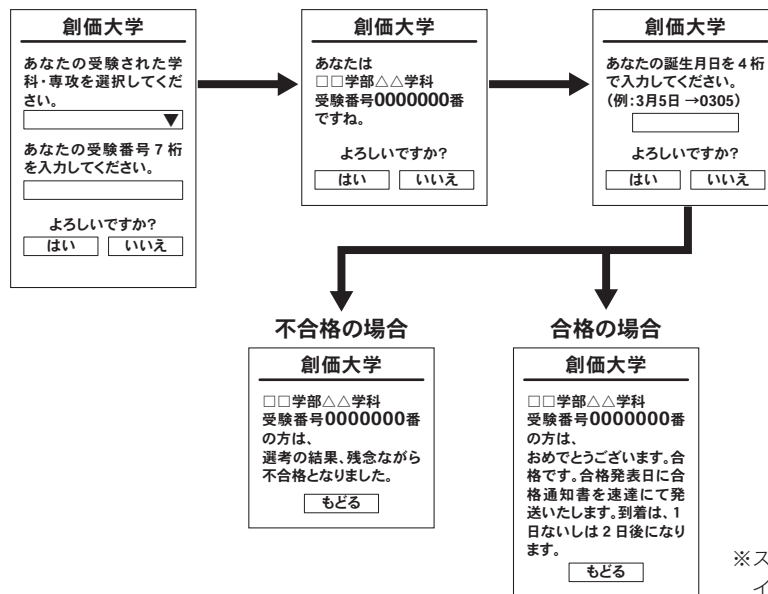 創価大学
あなたの受験された学
科・専攻を選択してくだ
さい。
▼
あなたの受験番号7桁
を入力してください。
よろしいですか?
はい いいえ
創価大学
あなたは
□□学部△△学科
受験番号0000000番
ですね。
よろしいですか?
はい いいえ
創価大学
あなたの誕生月日を4桁
で入力してください。
(例:3月5日→0305)
よろしいですか?
はい いいえ
不合格の場合
創価大学
□□学部△△学科
受験番号0000000番
の方は、
選考の結果、残念ながら
不合格となりました。
もどる
合格の場合
創価大学
□□学部△△学科
受験番号0000000番
の方は、
おめでとうございます。合
格です。合格発表日に合
格通知書を速達にて発
送いたします。到着は、1
日ないしは2日後になり
ます。
もどる
※ス
イ